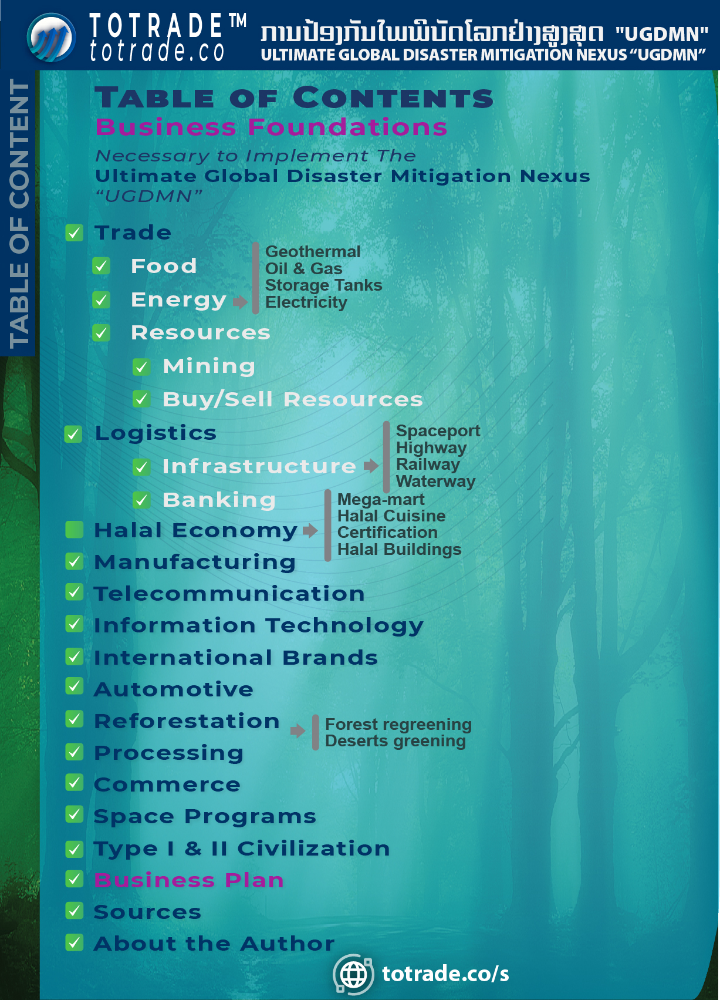 TOTRADE™
totrade.co
ການປ້ອງກັນໄພພິບັດໂລກຢ່າງສູງສຸດ "UGDMN"
ULTIMATE GLOBAL DISASTER MITIGATION NEXUS “UGDMN”
TABLE OF CONTENT
TABLE OF CONTENTS
Business Foundations
Necessary to Implement The
Ultimate Global Disaster Mitigation Nexus
“UGDMN”
Trade
Food
Energy
Geothermal
Oil & Gas
Storage Tanks
Electricity
Resources
Mining
Buy/Sell Resources
Logistics
Infrastructure
Spaceport
Highway
Railway
Waterway
Banking
Halal Economy
Mega-mart
Halal Cuisine
Certification
Halal Buildings
Manufacturing
Telecommunication
Information Technology
International Brands
Automotive
Reforestation
Forest regreening
Deserts greening
Processing
Commerce
Space Programs
Type I & II Civilization
Business Plan
Sources
About the Author
totrade.co/s